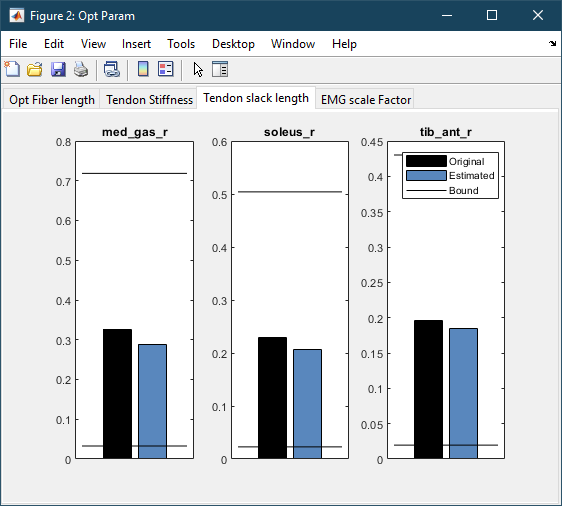 Figure 2: Opt Param
File Edit View Insert Tools Desktop Window Help
Opt Fiber length Tendon Stiffness Tendon slack length EMG scale Factor
med_gas_r
0.8
0.7
0.6
0.5
0.4
0.3
0.2
0.1
0
soleus_r
0.6
0.5
0.4
0.3
0.2
0.1
0
tib_ant_r
0.45
0.4
0.35
0.3
0.25
0.2
0.15
0.1
0.05
0
Original
Estimated
Bound